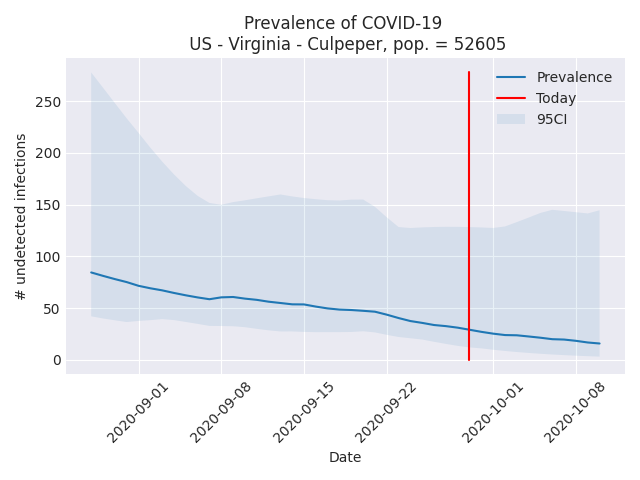 Prevalence of COVID-19
US - Virginia - Culpeper, pop. = 52605
Prevalence
Today
95CI
# undetected infections
250
200
150
100
50
0
2020-09-01
2020-09-08
2020-09-15
2020-09-22
2020-10-01
2020-10-08
Date